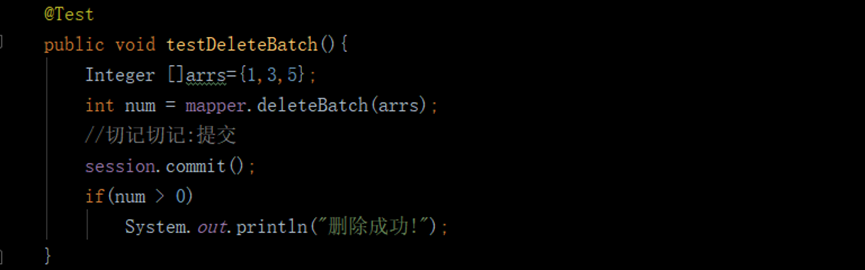 @Test
public void testDeleteBatch(){
Integer []arrs={1,3,5};
int num = mapper.deleteBatch(arrs);
//切记切记:提交
session.commit();
if(num > 0)
System.out.println("删除成功!");
}